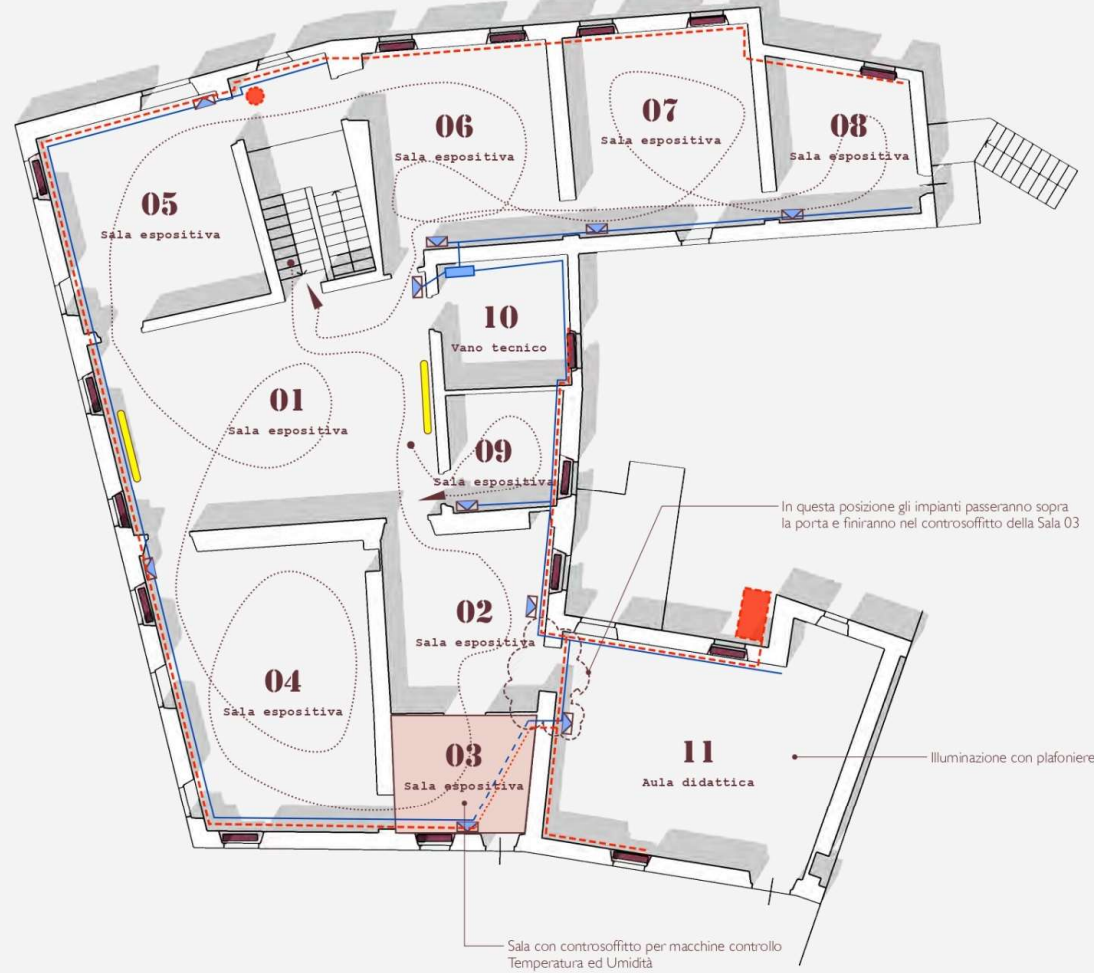 07
Sala espositiva
06
Sala espositiva
08
Sala espositiva
05
Sala espositiva
10
Vano tecnico
01
Sala espositiva
09
Sala espositiva
In questa posizione gli impianti passeranno sopra
la porta e finiranno nel controsoffitto della Sala 03
02
Sala espositiva
04
Sala espositiva
03
Sala espositiva
11
Aula didattica
Illuminazione con plafoniere
Sala con controsoffitto per macchine controllo
Temperatura ed Umidità